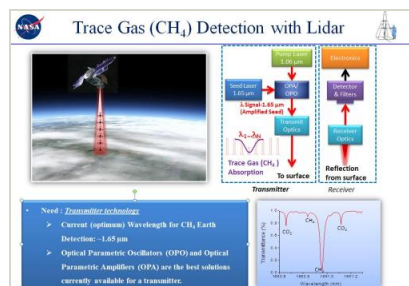 NASA
Trace Gas (CH4) Detection with Lidar
Pump Laser
1.06 μm
Electronics
Seed Laser
1.65 μm
OPA/
OPO
Detector
& Filters
λ Signal-1.65 μm
(Amplified Seed)
Transmit
Optics
Receiver
Optics
Trace Gas (CH4)
Absorption
To surface
Reflection
from surface
Transmitter
Receiver
• Need : Transmitter technology
➤ Current (optimum) Wavelength for CH4 Earth
Detection: ~1.65 μm
➤ Optical Parametric Oscillators (OPO) and Optical
Parametric Amplifiers (OPA) are the best solutions
currently available for a transmitter.
Transmittance (%)
CO2
CH4
CO2
CH
Wavelength nm